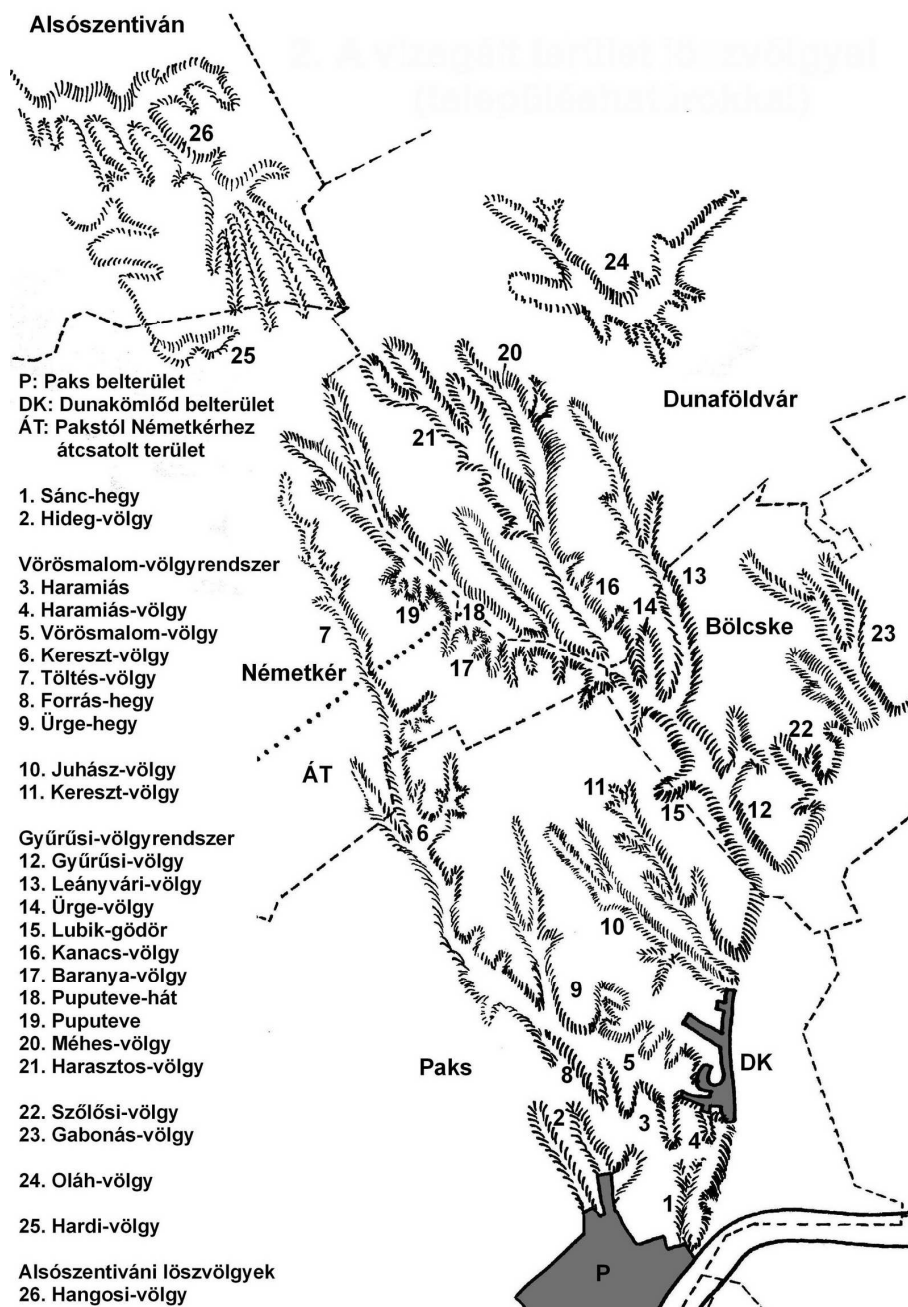 Alsószentiván
26
24
25
20
21
Dunaföldvár
P: Paks belterület
DK: Dunakömlőd belterület
ÁT: Pakstól Németkérhez
átcsatolt terület
1. Sánc-hegy
2. Hideg-völgy
Vörösmalom-völgyrendszer
3. Haramiás
4. Haramiás-völgy
5. Vörösmalom-völgy
6. Kereszt-völgy
7. Töltés-völgy
8. Forrás-hegy
9. Ürge-hegy
10. Juhász-völgy
11. Kereszt-völgy
Gyűrűsi-völgyrendszer
12. Gyűrűsi-völgy
13. Leányvári-völgy
14. Ürge-völgy
15. Lubik-gödör
16. Kanacs-völgy
17. Baranya-völgy
18. Puputeve-hát
19. Puputeve
20. Méhes-völgy
21. Harasztos-völgy
22. Szőlősi-völgy
23. Gabonás-völgy
24. Oláh-völgy
25. Hardi-völgy
Alsószentiváni löszvölgyek
26. Hangosi-völgy
16
13
19
18
14
7
17
Bölcske
23
Németkér
22
ÁT
11
15
12
6
10
9
5
DK
Paks
8
2
3
4
1
P